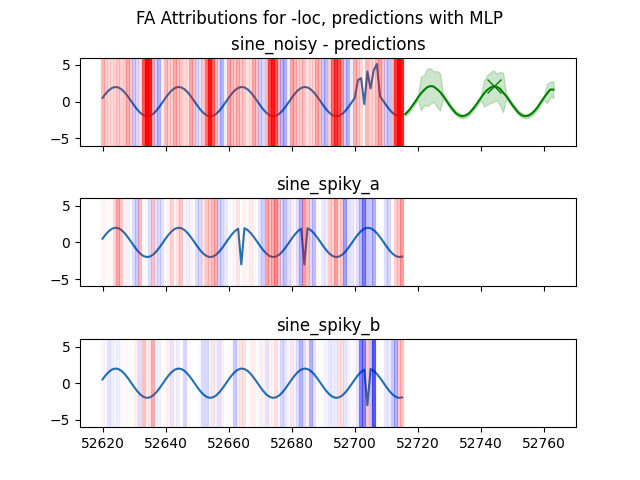 FA Attributions for -loc, predictions with MLP
sine_noisy - predictions
5
0
−5
sine_spiky_a
5
0
−5
sine_spiky_b
5
0
−5
52620 52640 52660 52680 52700 52720 52740 52760